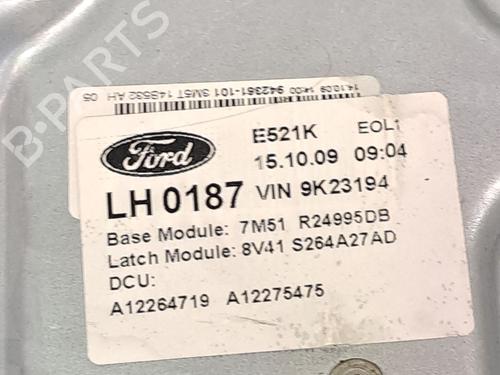 14.10.09 14:00 942361-101 3M5T 14B532 AH 05
Ford
E521K EOL1
15.10.09 09:04
LH 0187 VIN 9K23194
Base Module: 7M51 R24995DB
Latch Module: 8V41 S264A27AD
DCU:
A12264719 A12275475
B-PARTS